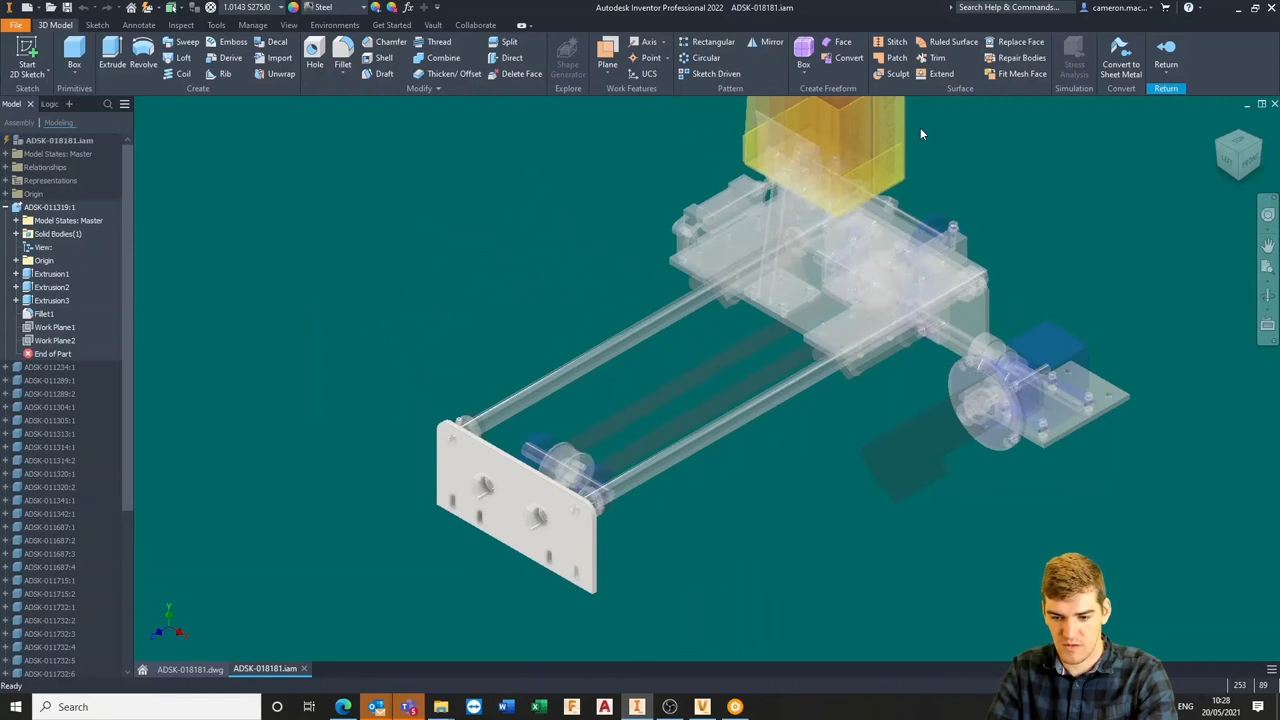 1.0143 S275J0
Steel
Autodesk Inventor Professional 2022 ADSK-018181.iam
Search Help & Commands...
cameron.mac...
File
3D Model
Sketch
Annotate
Inspect
Tools
Manage
View
Environments
Get Started
Vault
Collaborate
Start
2D Sketch
Box
Extrude
Revolve
Sweep
Loft
Coil
Emboss
Derive
Rib
Decal
Import
Unwrap
Hole
Fillet
Chamfer
Shell
Draft
Thread
Combine
Thicken/ Offset
Split
Direct
Delete Face
Shape
Generator
Plane
Axis
Point
UCS
Rectangular
Circular
Sketch Driven
Mirror
Box
Face
Convert
Stitch
Patch
Sculpt
Ruled Surface
Trim
Extend
Replace Face
Repair Bodies
Fit Mesh Face
Stress
Analysis
Convert to
Sheet Metal
Return
Sketch
Primitives
Create
Modify
Explore
Work Features
Pattern
Create Freeform
Surface
Simulation
Convert
Return
Model
Logic
Assembly
Modeling
ADSK-018181.iam
Model States: Master
Relationships
Representations
Origin
ADSK-011319:1
Model States: Master
Solid Bodies(1)
View:
Origin
Extrusion1
Extrusion2
Extrusion3
Fillet1
Work Plane1
Work Plane2
End of Part
ADSK-011234:1
ADSK-011289:1
ADSK-011289:2
ADSK-011304:1
ADSK-011305:1
ADSK-011313:1
ADSK-011314:1
ADSK-011314:2
ADSK-011320:1
ADSK-011320:2
ADSK-011341:1
ADSK-011342:1
ADSK-011687:1
ADSK-011687:2
ADSK-011687:3
ADSK-011687:4
ADSK-011715:1
ADSK-011715:2
ADSK-011732:1
ADSK-011732:2
ADSK-011732:3
ADSK-011732:4
ADSK-011732:5
ADSK-011732:6
LEFT
FRONT
Y
ADSK-018181.dwg
ADSK-018181.iam
Ready
253
89
Search
ENG
10:28
20/05/2021